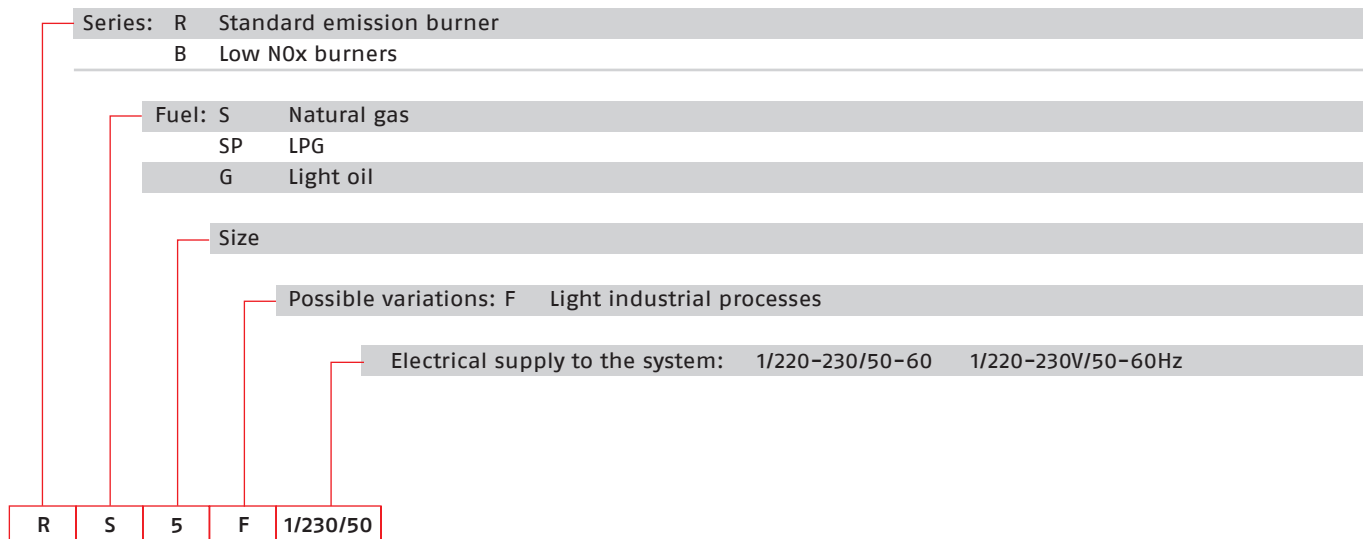 Series: R Standard emission burner
B Low N0x burners
Fuel: S Natural gas
SP LPG
G Light oil
Size
Possible variations: F Light industrial processes
Electrical supply to the system: 1/220-230/50-60 1/220-230V/50-60Hz
R S 5 F 1/230/50